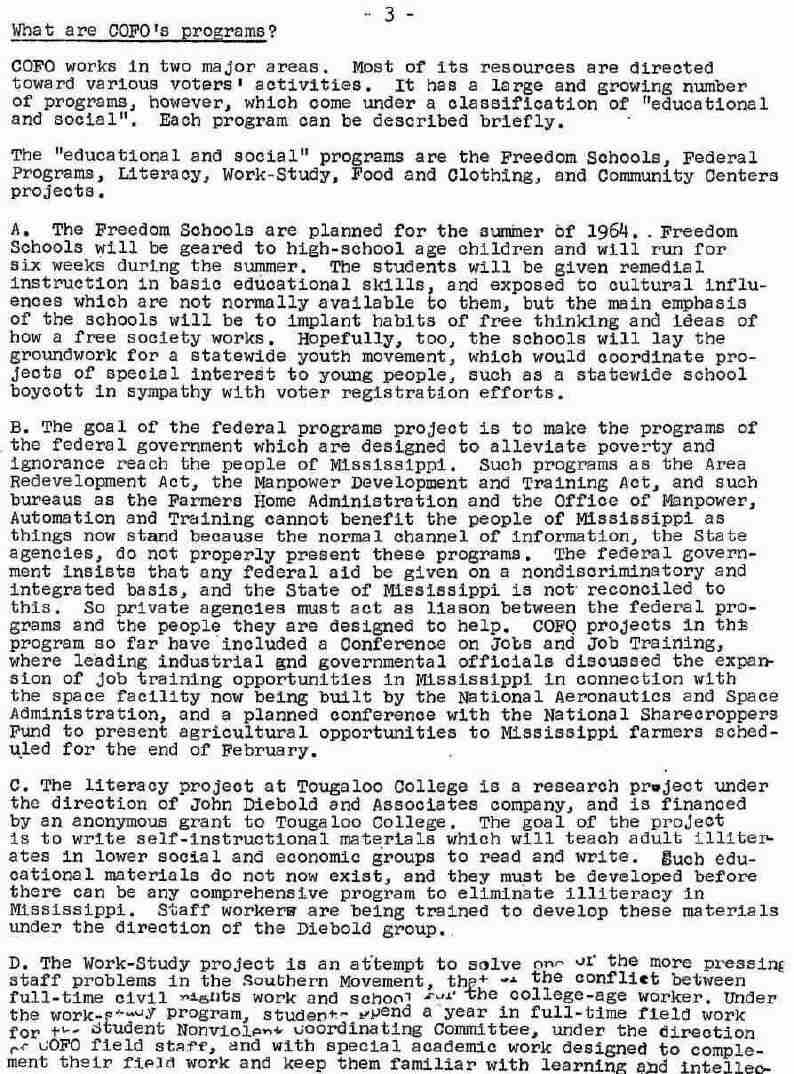 - 3 -
What are COFO's programs?
COFO works in two major areas. Most of its resources are directed
toward various voters' activities. It has a large and growing number
of programs, however, which come under a classification of "educational
and social". Each program can be described briefly.
The "educational and social" programs are the Freedom Schools, Federal
Programs, Literacy, Work-Study, Food and Clothing, and Community Centers
projects.
A. The Freedom Schools are planned for the summer of 1964. . Freedom
Schools will be geared to high-school age children and will run for
six weeks during the summer. The students will be given remedial
instruction in basic educational skills, and exposed to cultural influ-
ences which are not normally available to them, but the main emphasis
of the schools will be to implant habits of free thinking and ideas of
how a free society works. Hopefully, too, the schools will lay the
groundwork for a statewide youth movement, which would coordinate pro-
jects of special interest to young people, such as a statewide school
boycott in sympathy with voter registration efforts.
B. The goal of the federal programs project is to make the programs of
the federal government which are designed to alleviate poverty and
ignorance reach the people of Mississippi. Such programs as the Area
Redevelopment Act, the Manpower Development and Training Act, and such
bureaus as the Farmers Home Administration and the Office of Manpower,
Automation and Training cannot benefit the people of Mississippi as
things now stand because the normal channel of information, the State
agencies, do not properly present these programs. The federal govern-
ment insists that any federal aid be given on a nondiscriminatory and
integrated basis, and the State of Mississippi is not reconciled to
this. So private agencies must act as liason between the federal pro-
grams and the people they are designed to help. COFO projects in this
program so far have included a Conference on Jobs and Job Training,
where leading industrial gnd governmental officials discussed the expan-
sion of job training opportunities in Mississippi in connection with
the space facility now being built by the National Aeronautics and Space
Administration, and a planned conference with the National Sharecroppers
Fund to present agricultural opportunities to Mississippi farmers sched-
uled for the end of February.
C. The literacy project at Tougaloo College is a research project under
the direction of John Diebold and Associates company, and is financed
by an anonymous grant to Tougaloo College. The goal of the project
is to write self-instructional materials which will teach adult illiter-
ates in lower social and economic groups to read and write. Such edu-
cational materials do not now exist, and they must be developed before
there can be any comprehensive program to eliminate illiteracy in
Mississippi. Staff workers are being trained to develop these materials
under the direction of the Diebold group.
D. The Work-Study project is an attempt to solve one of the more pressing
staff problems in the Southern Movement, that of the conflict between
full-time civil rights work and school for the college-age worker. Under
the work-study program, students spend a year in full-time field work
for the Student Nonviolent Coordinating Committee, under the direction
of COFO field staff, and with special academic work designed to comple-
ment their field work and keep them familiar with learning and intellec-